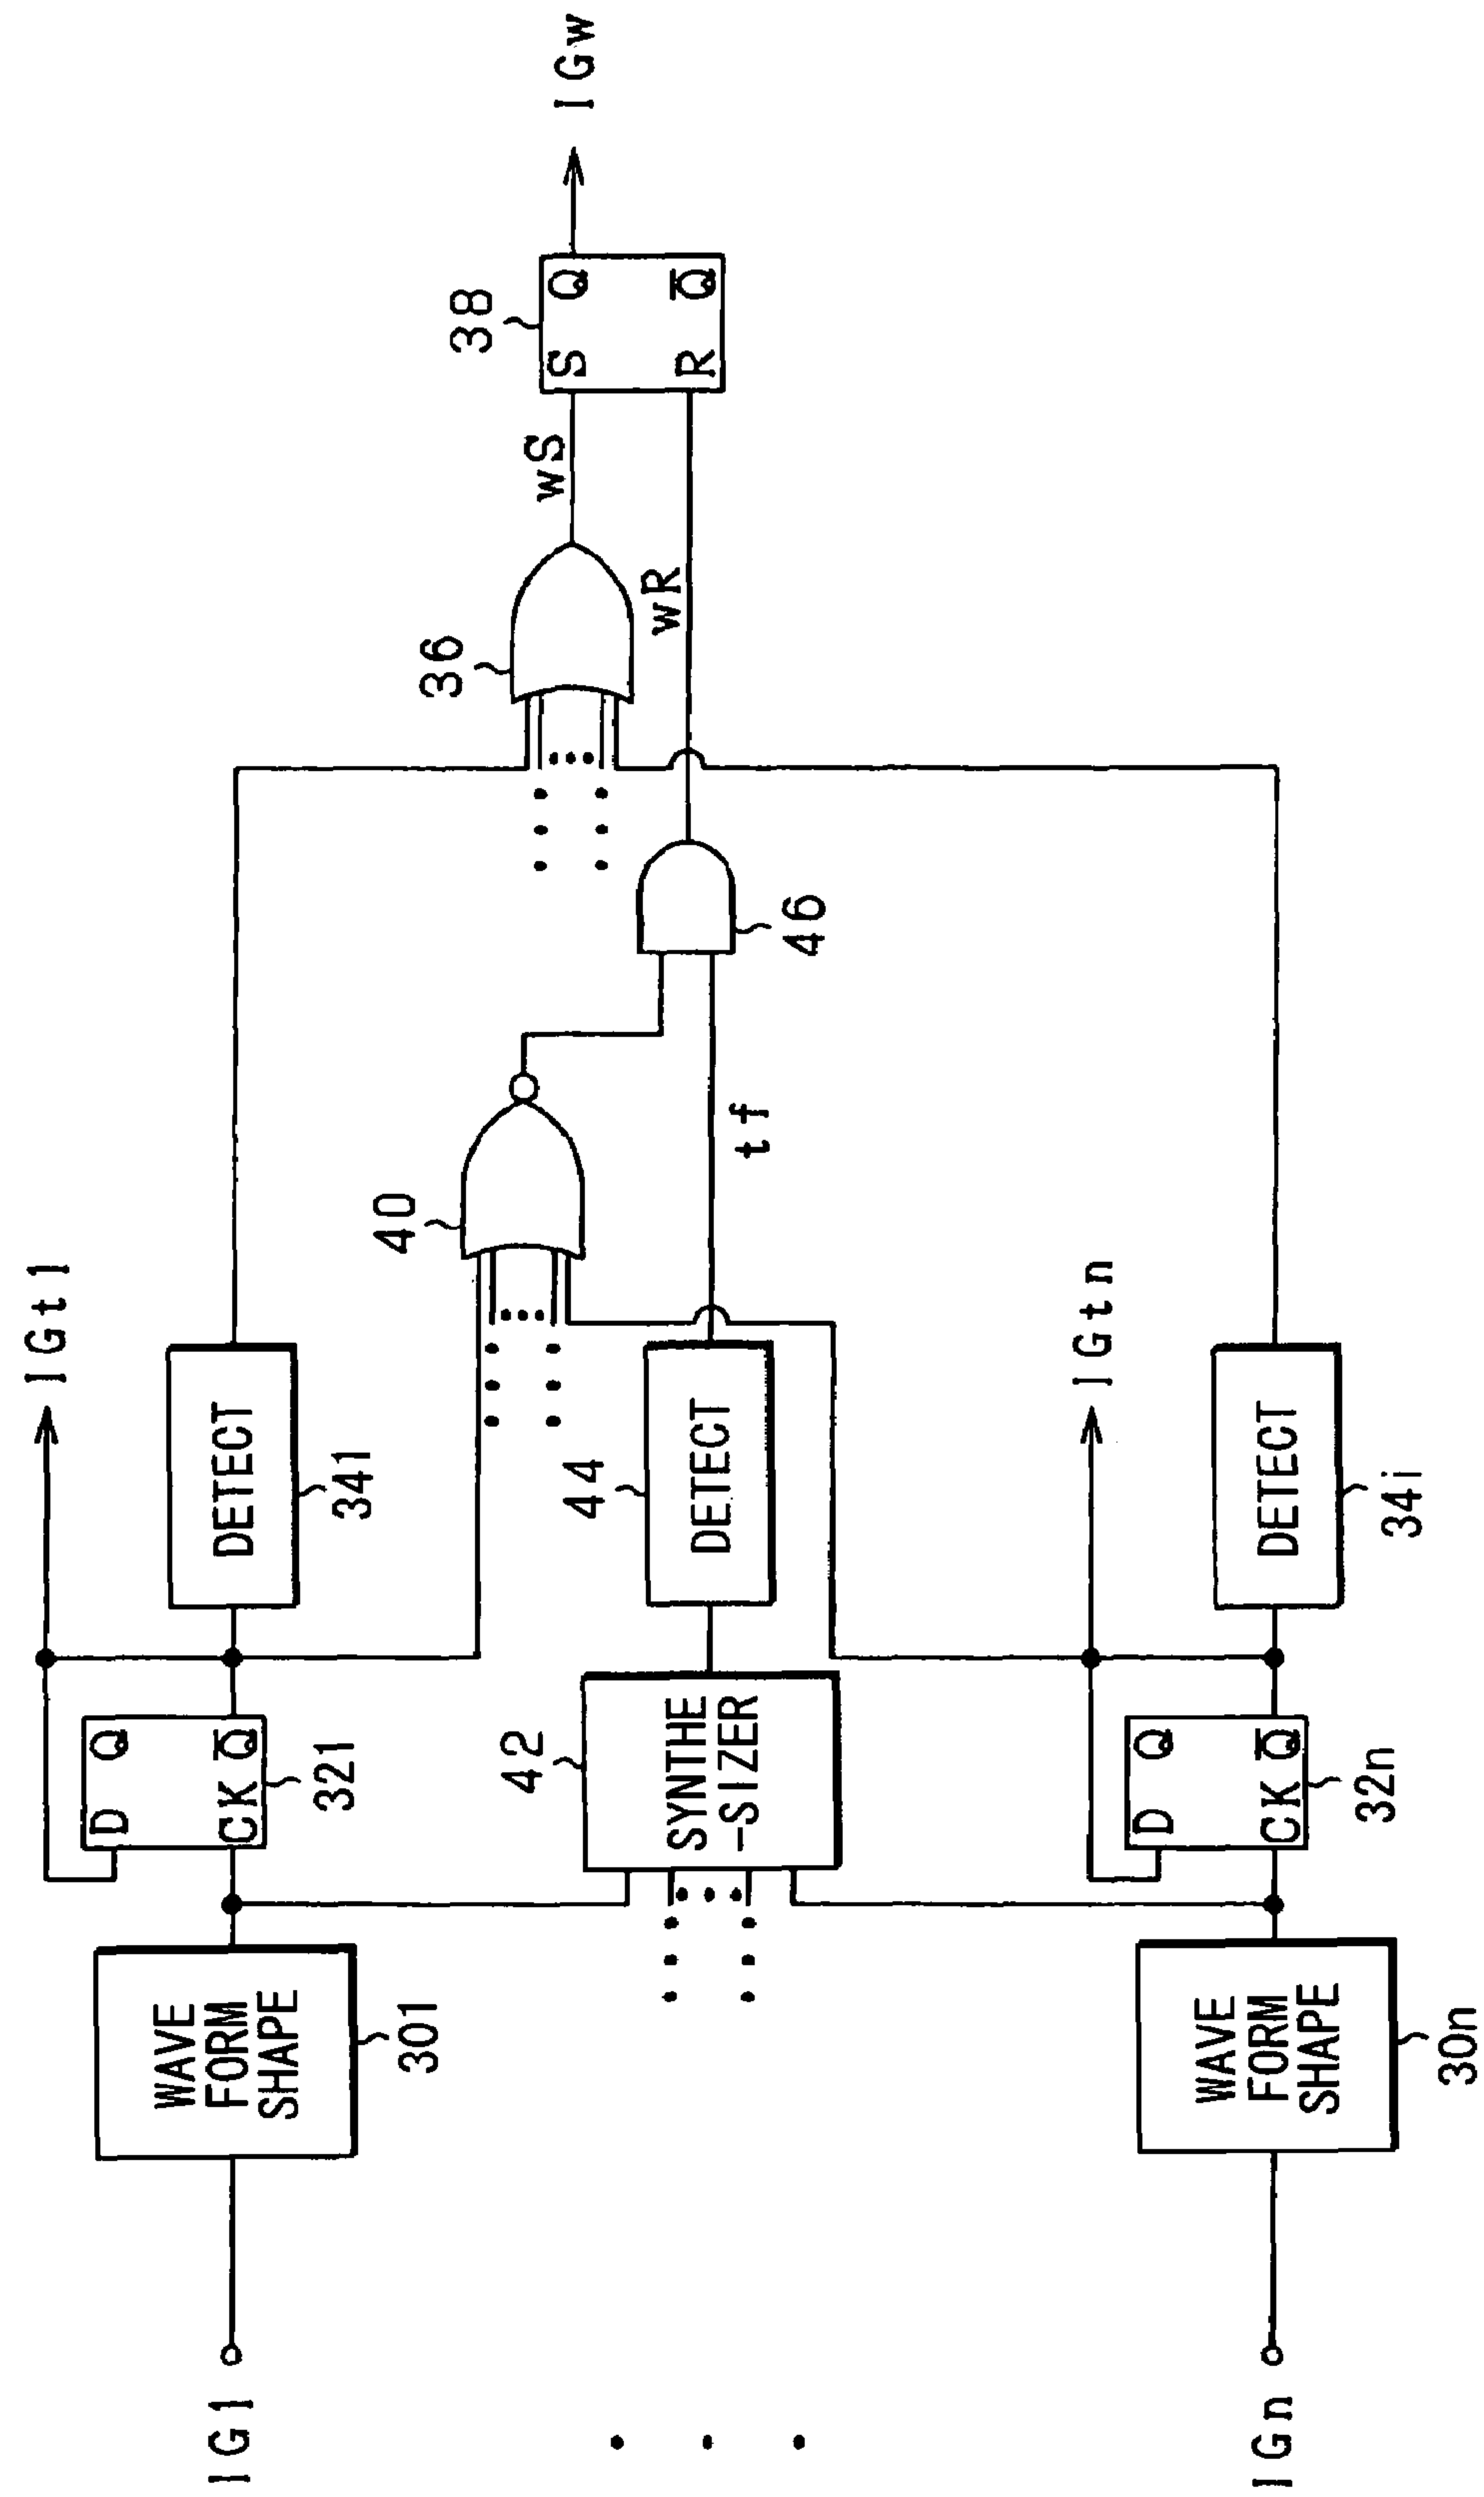 IGt1
IG1
WAVE
FORM
SHAPE
301
D Q
CK Q̅
321
DETECT
341
40
36
wS
38
S Q
R Q̅
IGw
wR
42
SYNTHE
-SIZER
44
DETECT
tf
46
IGtn
IGn
WAVE
FORM
SHAPE
30n
D Q
CK Q̅
32n
DETECT
34i